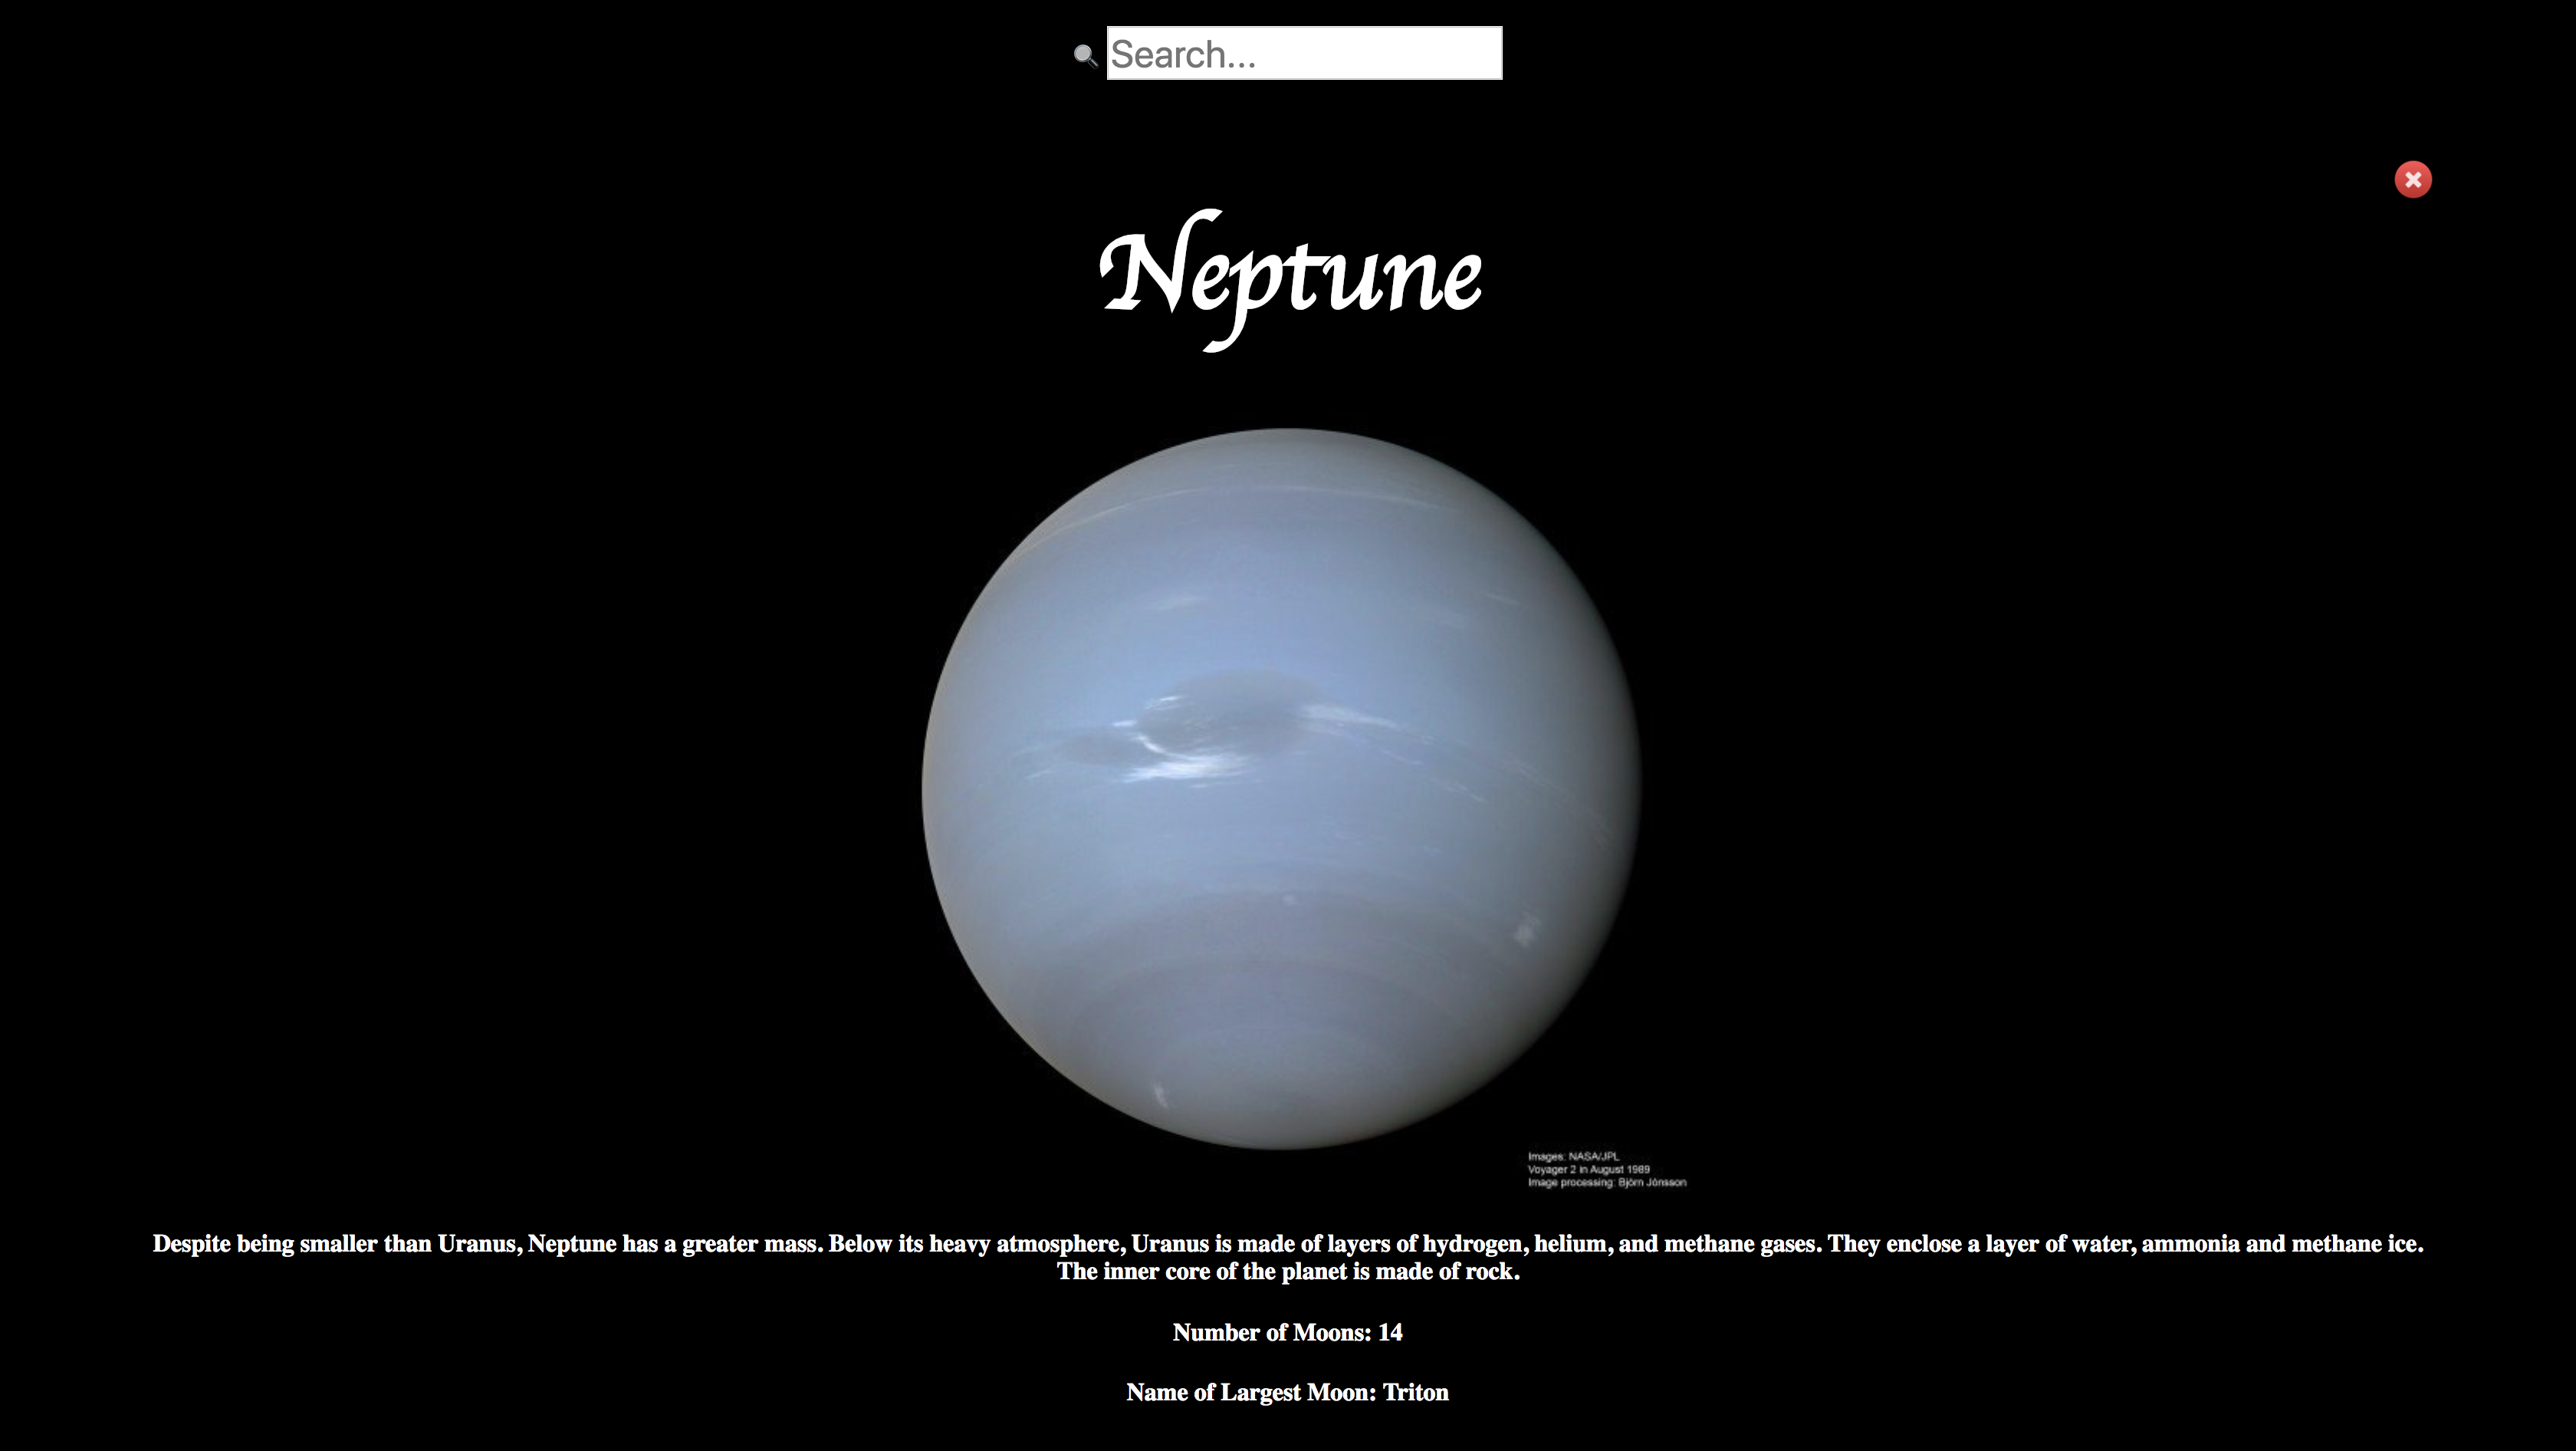 Search...
Neptune
Images: NASA/JPL
Voyager 2 in August 1989
Image processing: Björn Jónsson
Despite being smaller than Uranus, Neptune has a greater mass. Below its heavy atmosphere, Uranus is made of layers of hydrogen, helium, and methane gases. They enclose a layer of water, ammonia and methane ice.
The inner core of the planet is made of rock.
Number of Moons: 14
Name of Largest Moon: Triton